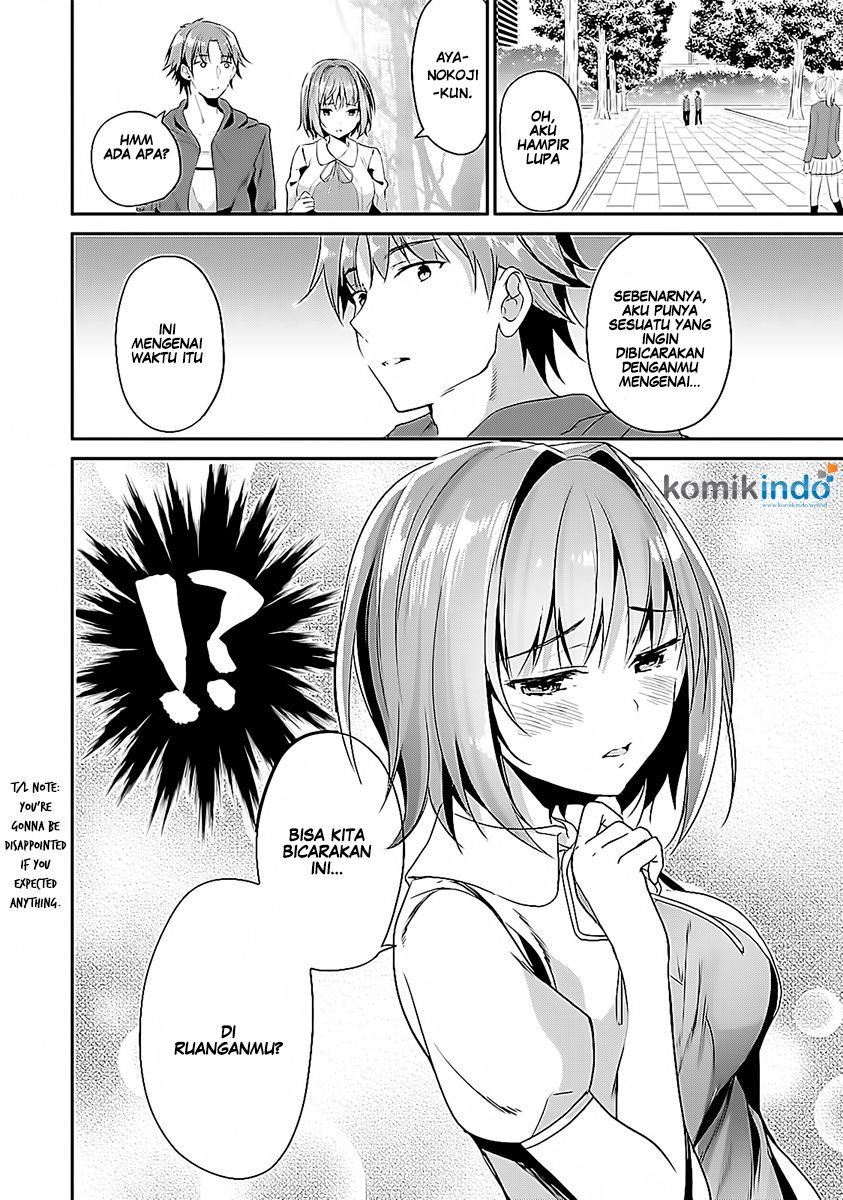 OH,
AKU
HAMPIR
LUPA
AYA-
NOKOJI
-KUN.
HMM
ADA APA?
SEBENARNYA,
AKU PUNYA
SESUATU YANG
INGIN
DIBICARAKAN
DENGANMU
MENGENAI...
INI
MENGENAI
WAKTU ITU
komikindo
!?
BISA KITA
BICARAKAN
INI...
DI
RUANGANMU?
T/L NOTE:
YOU'RE
GONNA BE
DISAPPOINTED
IF YOU
EXPECTED
ANYTHING.